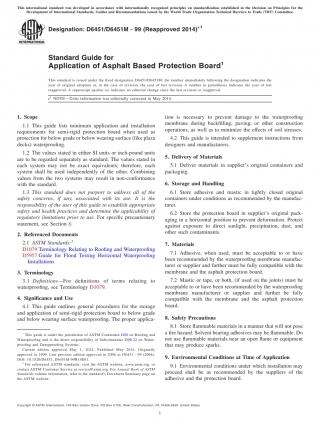 This international standard was developed in accordance with internationally recognized principles on standardization established in the Decision on Principles for the
Development of International Standards, Guides and Recommendations issued by the World Trade Organization Technical Barriers to Trade (TBT) Committee.
Designation: D6451/D6451M - 99 (Reapproved 2014)ε1
Standard Guide for
Application of Asphalt Based Protection Board1
This standard is issued under the fixed designation D6451/D6451M; the number immediately following the designation indicates the
year of original adoption or, in the case of revision, the year of last revision. A number in parentheses indicates the year of last
reapproval. A superscript epsilon (ε) indicates an editorial change since the last revision or reapproval.
ε1 NOTE—Units information was editorially corrected in May 2014.
1. Scope
1.1 This guide lists minimum application and installation
requirements for semi-rigid protection board when used as
protection for below grade or below wearing surface (like plaza
decks) waterproofing.
1.2 The values stated in either SI units or inch-pound units
are to be regarded separately as standard. The values stated in
each system may not be exact equivalents; therefore, each
system shall be used independently of the other. Combining
values from the two systems may result in non-conformance
with the standard.
1.3 This standard does not purport to address all of the
safety concerns, if any, associated with its use. It is the
responsibility of the user of this guide to establish appropriate
safety and health practices and determine the applicability of
regulatory limitations prior to use. For specific precautionary
statement, see Section 8.
2. Referenced Documents
2.1 ASTM Standards:2
D1079 Terminology Relating to Roofing and Waterproofing
D5957 Guide for Flood Testing Horizontal Waterproofing
Installations
3. Terminology
3.1 Definitions—For definitions of terms relating to
waterproofing, see Terminology D1079.
4. Significance and Use
4.1 This guide outlines general procedures for the storage
and application of semi-rigid protection board to below grade
and below wearing surface waterproofing. The proper applica-
1 This guide is under the jurisdiction of ASTM Committee D08 on Roofing and
Waterproofing and is the direct responsibility of Subcommittee D08.22 on Water-
proofing and Dampproofing Systems.
Current edition approved May 1, 2014. Published May 2014. Originally
approved in 1999. Last previous edition approved in 2006 as D6451 – 99 (2006).
2 For referenced ASTM standards, visit the ASTM website, www.astm.org, or
contact ASTM Customer Service at service@astm.org. For Annual Book of ASTM
Standards volume information, refer to the standard's Document Summary page on
the ASTM website.
tion is necessary to prevent damage to the waterproofing
membrane during backfilling, paving, or other construction
operations, as well as to minimize the effects of soil stresses.
4.2 This guide is intended to supplement instructions from
designers and manufacturers.
5. Delivery of Materials
5.1 Deliver materials in supplier's original containers and
packaging.
6. Storage and Handling
6.1 Store adhesive and mastic in tightly closed original
containers under conditions as recommended by the manufac-
turer.
6.2 Store the protection board in supplier's original pack-
aging in a horizontal position to prevent deformation. Protect
against exposure to direct sunlight, precipitation, dust, and
other such contaminants.
7. Materials
7.1 Adhesive, when used, must be acceptable to or have
been recommended by the waterproofing membrane manufac-
turer or supplier and further must be fully compatible with the
membrane and the asphalt protection board.
7.2 Mastic or tape, or both, (if used on the joints) must be
acceptable to or have been recommended by the waterproofing
membrane manufacturer or supplier and further be fully
compatible with the membrane and the asphalt protection
board.
8. Safety Precautions
8.1 Store flammable materials in a manner that will not pose
a fire hazard. Solvent bearing adhesives may be flammable. Do
not use flammable materials near an open flame or equipment
that may produce sparks.
9. Environmental Conditions at Time of Application
9.1 Environmental conditions under which installation may
proceed shall be as recommended by the suppliers of the
adhesive and the protection board.
Copyright © ASTM International, 100 Barr Harbor Drive, PO Box C700, West Conshohocken, PA 19428-2959. United States
1